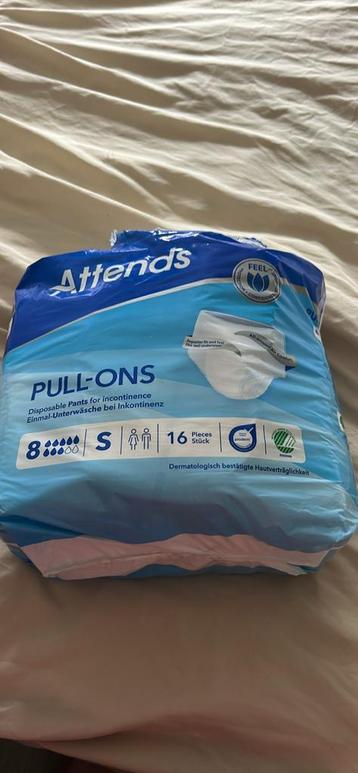 Attends
FEEL-
PULL-ONS
Disposable Pants for incontinence
Einmal-Unterwäsche bei Inkontinenz
8 S 16 Pieces
Stück
Dermatologisch bestätigte Hautverträglichkeit